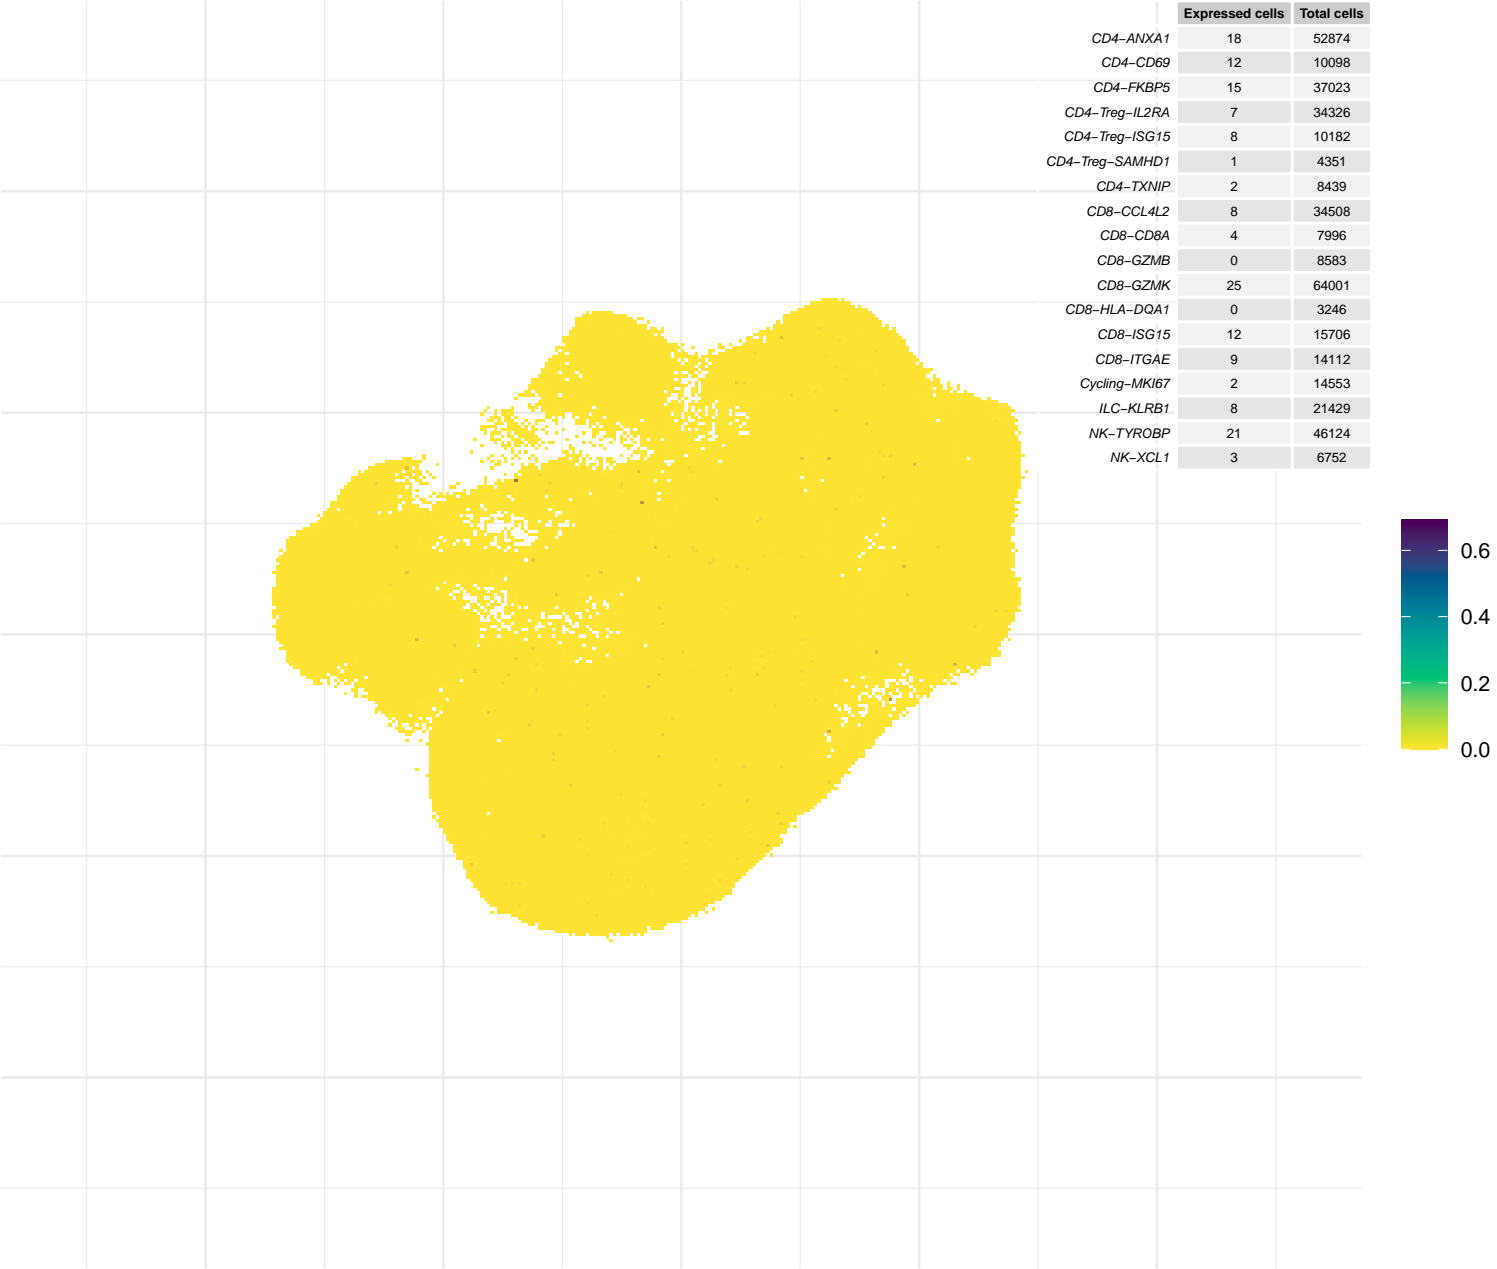 Expressed cells Total cells
CD4−ANXA1 18 52874
CD4−CD69 12 10098
CD4−FKBP5 15 37023
CD4−Treg−IL2RA 7 34326
CD4−Treg−ISG15 8 10182
CD4−Treg−SAMHD1 1 4351
CD4−TXNIP 2 8439
CD8−CCL4L2 8 34508
CD8−CD8A 4 7996
CD8−GZMB 0 8583
CD8−GZMK 25 64001
CD8−HLA−DQA1 0 3246
CD8−ISG15 12 15706
CD8−ITGAE 9 14112
Cycling−MKI67 2 14553
ILC−KLRB1 8 21429
NK−TYROBP 21 46124
NK−XCL1 3 6752
0.6
0.4
0.2
0.0